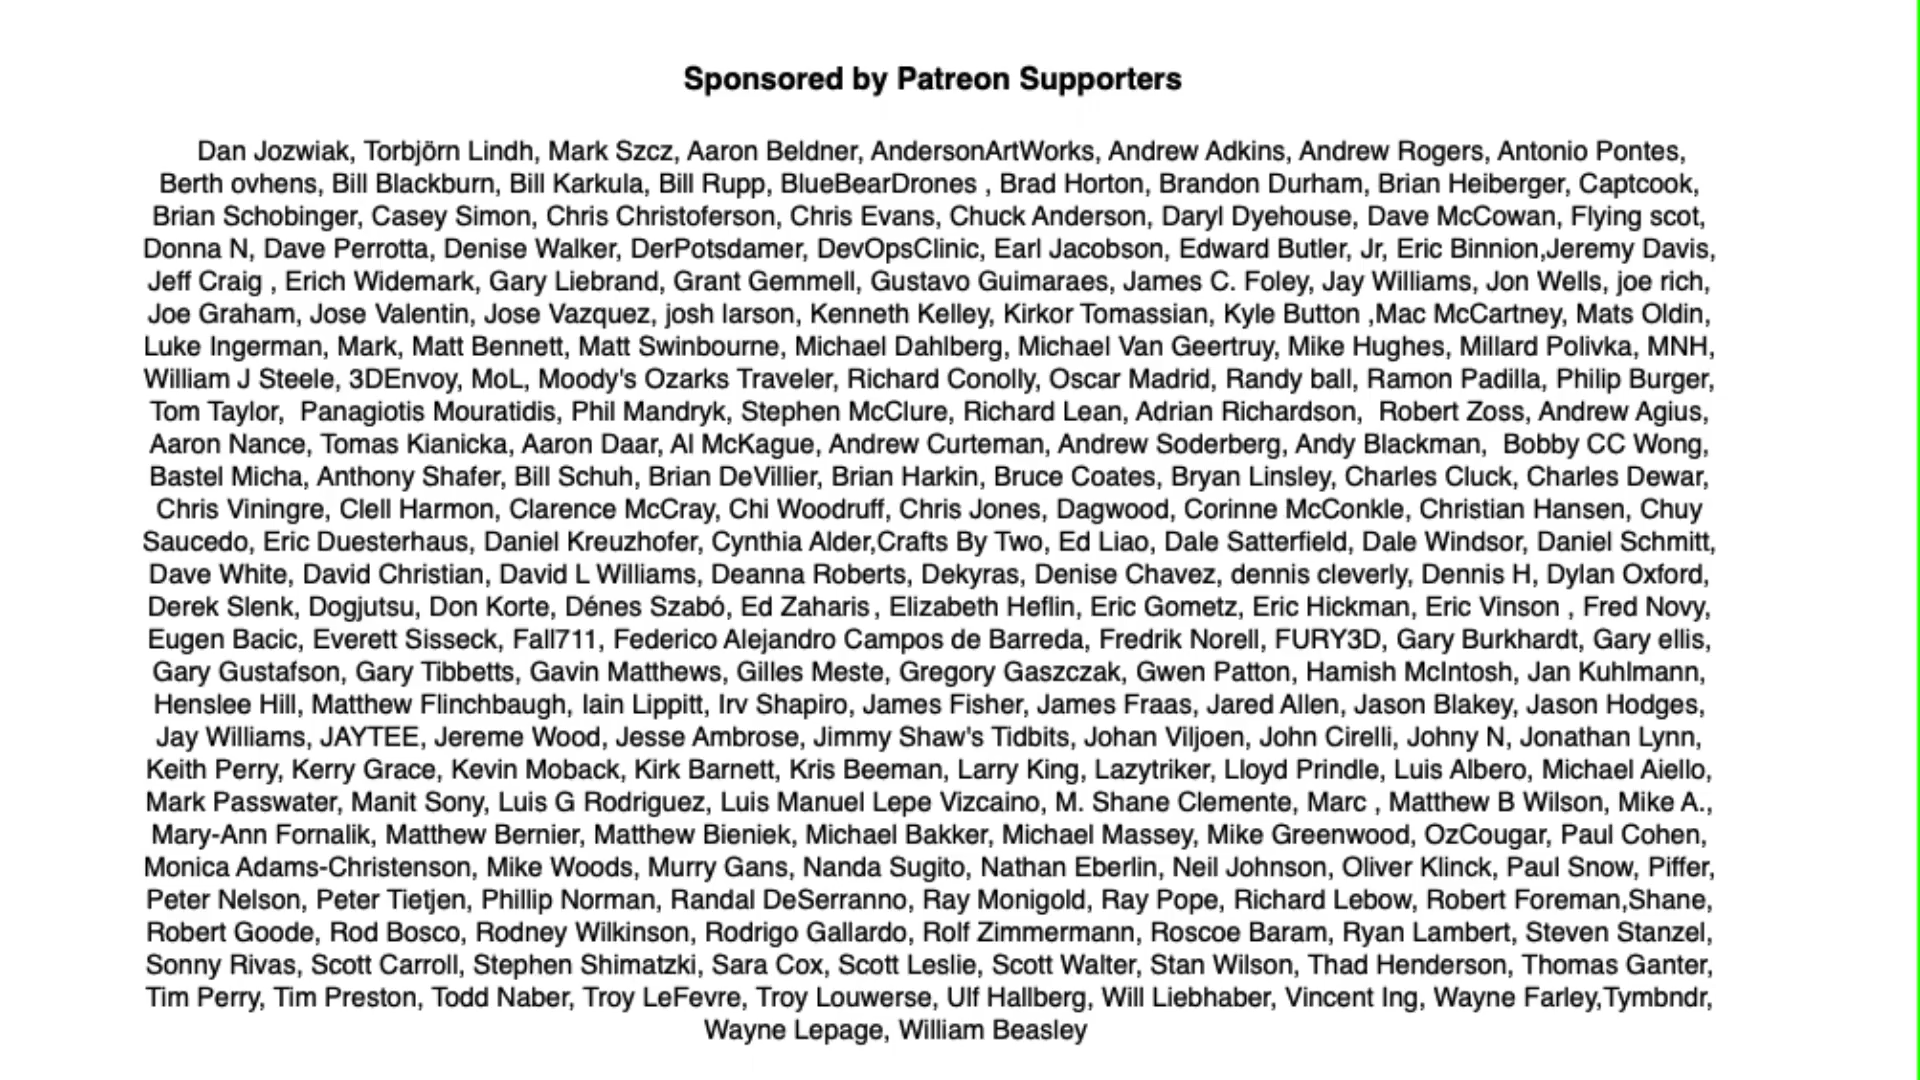 Sponsored by Patreon Supporters
Dan Jozwiak, Torbjörn Lindh, Mark Szcz, Aaron Beldner, AndersonArtWorks, Andrew Adkins, Andrew Rogers, Antonio Pontes,
Berth ovhens, Bill Blackburn, Bill Karkula, Bill Rupp, BlueBearDrones , Brad Horton, Brandon Durham, Brian Heiberger, Captcook,
Brian Schobinger, Casey Simon, Chris Christoferson, Chris Evans, Chuck Anderson, Daryl Dyehouse, Dave McCowan, Flying scot,
Donna N, Dave Perrotta, Denise Walker, DerPotsdamer, DevOpsClinic, Earl Jacobson, Edward Butler, Jr, Eric Binnion,Jeremy Davis,
Jeff Craig , Erich Widemark, Gary Liebrand, Grant Gemmell, Gustavo Guimaraes, James C. Foley, Jay Williams, Jon Wells, joe rich,
Joe Graham, Jose Valentin, Jose Vazquez, josh larson, Kenneth Kelley, Kirkor Tomassian, Kyle Button ,Mac McCartney, Mats Oldin,
Luke Ingerman, Mark, Matt Bennett, Matt Swinbourne, Michael Dahlberg, Michael Van Geertruy, Mike Hughes, Millard Polivka, MNH,
William J Steele, 3DEnvoy, MoL, Moody's Ozarks Traveler, Richard Conolly, Oscar Madrid, Randy ball, Ramon Padilla, Philip Burger,
Tom Taylor,  Panagiotis Mouratidis, Phil Mandryk, Stephen McClure, Richard Lean, Adrian Richardson,  Robert Zoss, Andrew Agius,
Aaron Nance, Tomas Kianicka, Aaron Daar, Al McKague, Andrew Curteman, Andrew Soderberg, Andy Blackman,  Bobby CC Wong,
Bastel Micha, Anthony Shafer, Bill Schuh, Brian DeVillier, Brian Harkin, Bruce Coates, Bryan Linsley, Charles Cluck, Charles Dewar,
Chris Viningre, Clell Harmon, Clarence McCray, Chi Woodruff, Chris Jones, Dagwood, Corinne McConkle, Christian Hansen, Chuy
Saucedo, Eric Duesterhaus, Daniel Kreuzhofer, Cynthia Alder,Crafts By Two, Ed Liao, Dale Satterfield, Dale Windsor, Daniel Schmitt,
Dave White, David Christian, David L Williams, Deanna Roberts, Dekyras, Denise Chavez, dennis cleverly, Dennis H, Dylan Oxford,
Derek Slenk, Dogjutsu, Don Korte, Dénes Szabó, Ed Zaharis , Elizabeth Heflin, Eric Gometz, Eric Hickman, Eric Vinson , Fred Novy,
Eugen Bacic, Everett Sisseck, Fall711, Federico Alejandro Campos de Barreda, Fredrik Norell, FURY3D, Gary Burkhardt, Gary ellis,
Gary Gustafson, Gary Tibbetts, Gavin Matthews, Gilles Meste, Gregory Gaszczak, Gwen Patton, Hamish McIntosh, Jan Kuhlmann,
Henslee Hill, Matthew Flinchbaugh, Iain Lippitt, Irv Shapiro, James Fisher, James Fraas, Jared Allen, Jason Blakey, Jason Hodges,
Jay Williams, JAYTEE, Jereme Wood, Jesse Ambrose, Jimmy Shaw's Tidbits, Johan Viljoen, John Cirelli, Johny N, Jonathan Lynn,
Keith Perry, Kerry Grace, Kevin Moback, Kirk Barnett, Kris Beeman, Larry King, Lazytriker, Lloyd Prindle, Luis Albero, Michael Aiello,
Mark Passwater, Manit Sony, Luis G Rodriguez, Luis Manuel Lepe Vizcaino, M. Shane Clemente, Marc , Matthew B Wilson, Mike A.,
Mary-Ann Fornalik, Matthew Bernier, Matthew Bieniek, Michael Bakker, Michael Massey, Mike Greenwood, OzCougar, Paul Cohen,
Monica Adams-Christenson, Mike Woods, Murry Gans, Nanda Sugito, Nathan Eberlin, Neil Johnson, Oliver Klinck, Paul Snow, Piffer,
Peter Nelson, Peter Tietjen, Phillip Norman, Randal DeSerranno, Ray Monigold, Ray Pope, Richard Lebow, Robert Foreman,Shane,
Robert Goode, Rod Bosco, Rodney Wilkinson, Rodrigo Gallardo, Rolf Zimmermann, Roscoe Baram, Ryan Lambert, Steven Stanzel,
Sonny Rivas, Scott Carroll, Stephen Shimatzki, Sara Cox, Scott Leslie, Scott Walter, Stan Wilson, Thad Henderson, Thomas Ganter,
Tim Perry, Tim Preston, Todd Naber, Troy LeFevre, Troy Louwerse, Ulf Hallberg, Will Liebhaber, Vincent Ing, Wayne Farley,Tymbndr,
Wayne Lepage, William Beasley